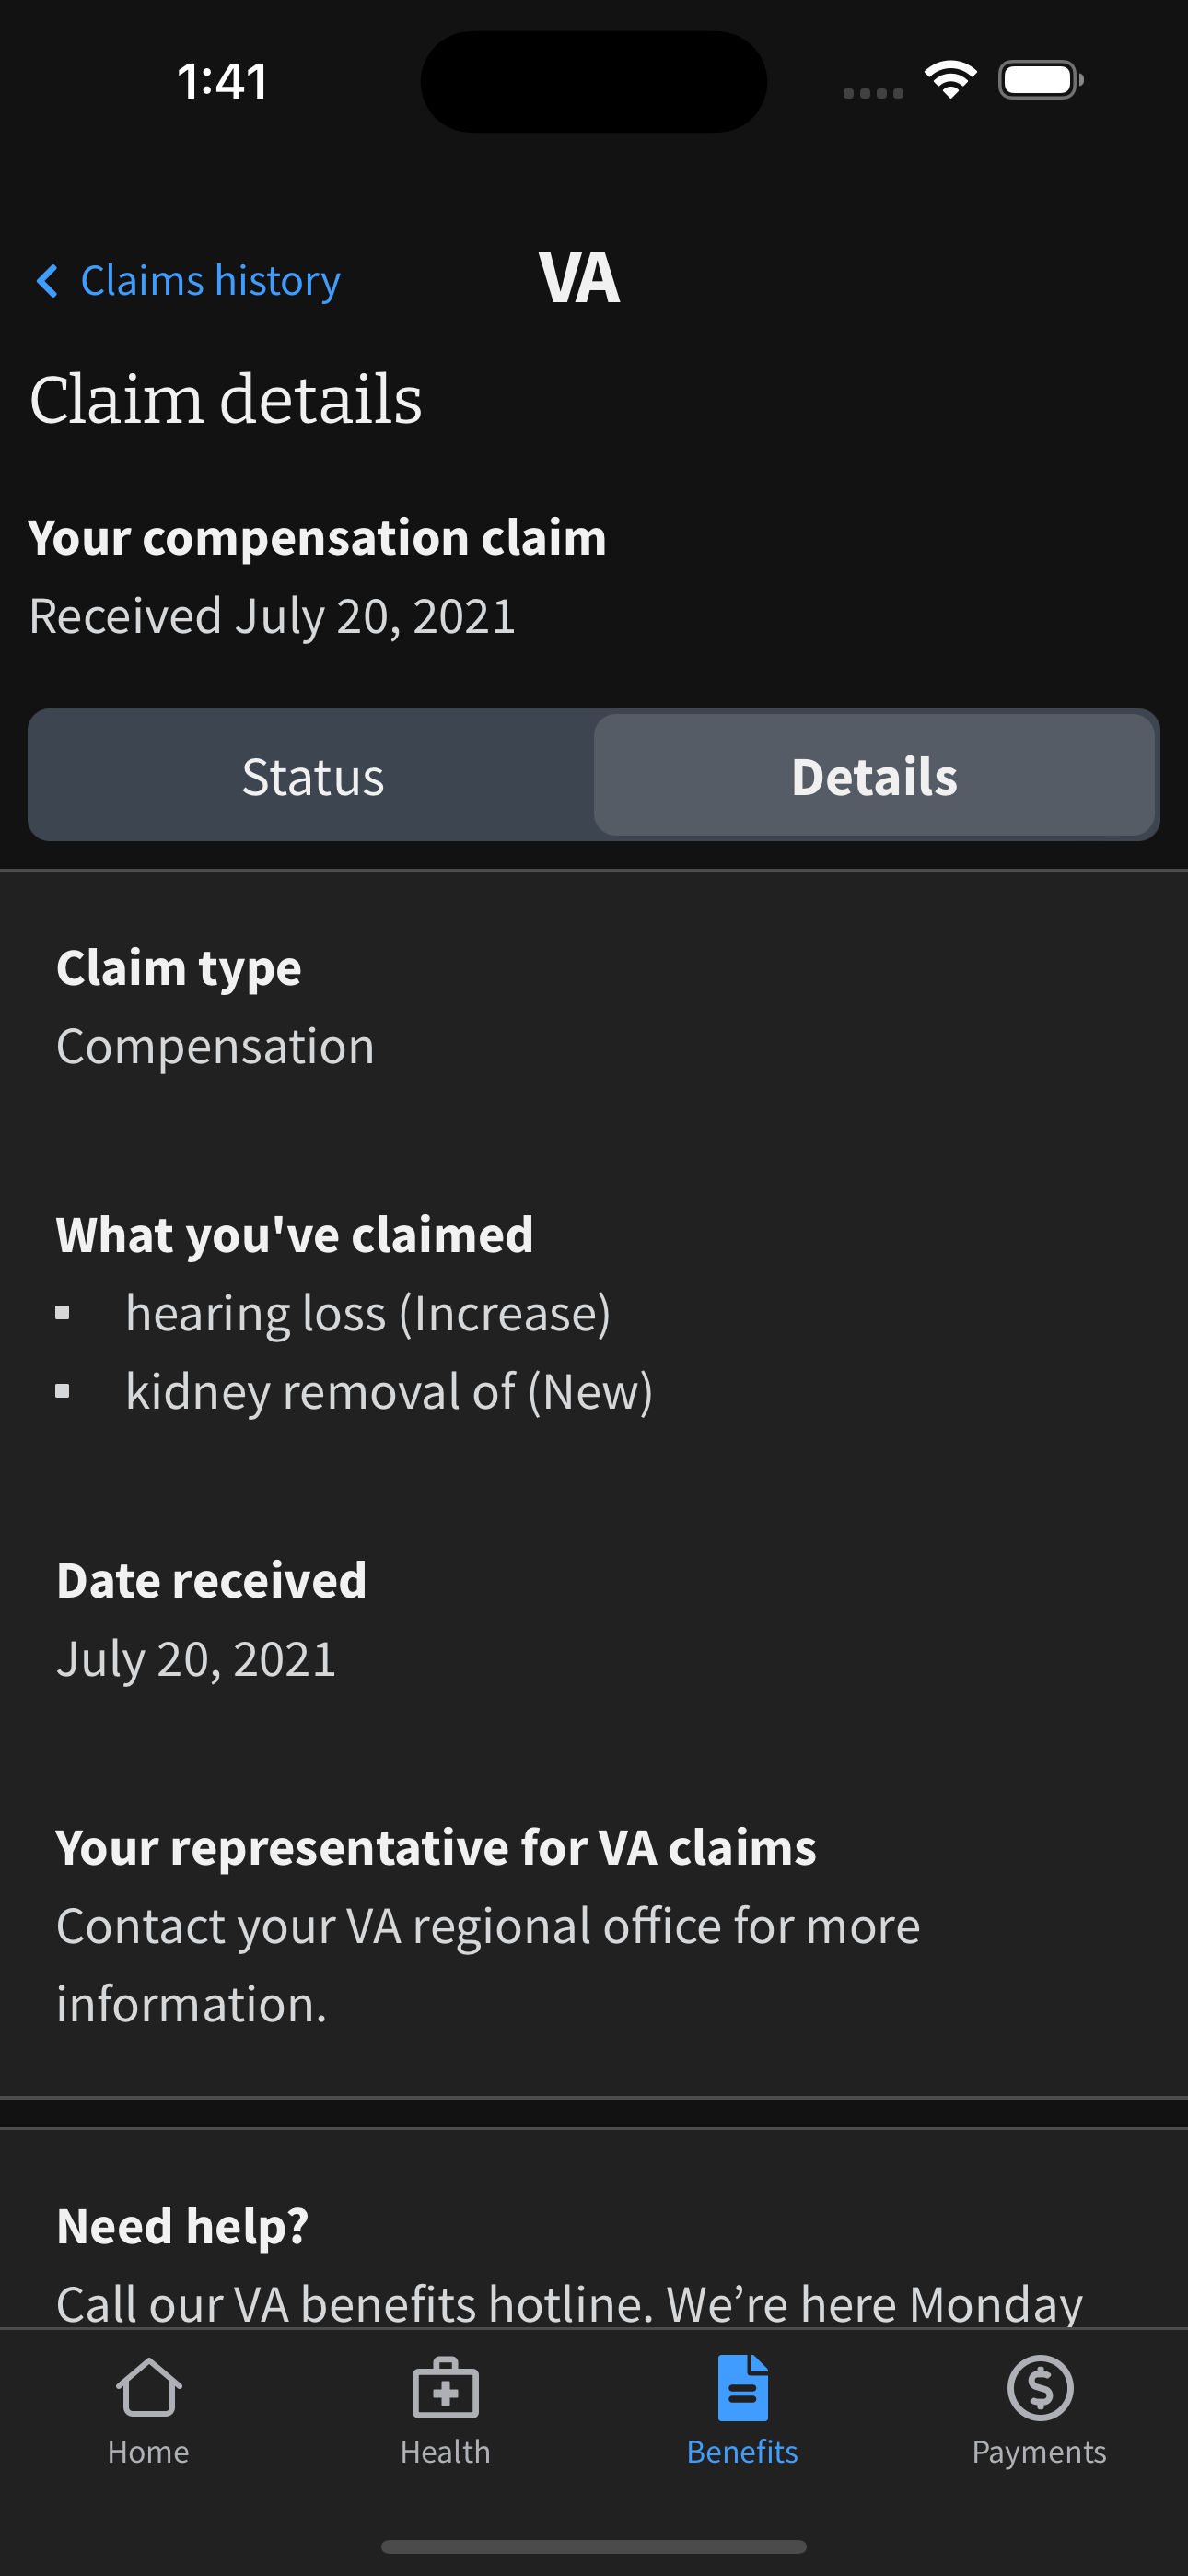 1:41
Claims history
VA
Claim details
Your compensation claim
Received July 20, 2021
Status
Details
Claim type
Compensation
What you've claimed
hearing loss (Increase)
kidney removal of (New)
Date received
July 20, 2021
Your representative for VA claims
Contact your VA regional office for more
information.
Need help?
Call our VA benefits hotline. We’re here Monday
Home
Health
Benefits
Payments